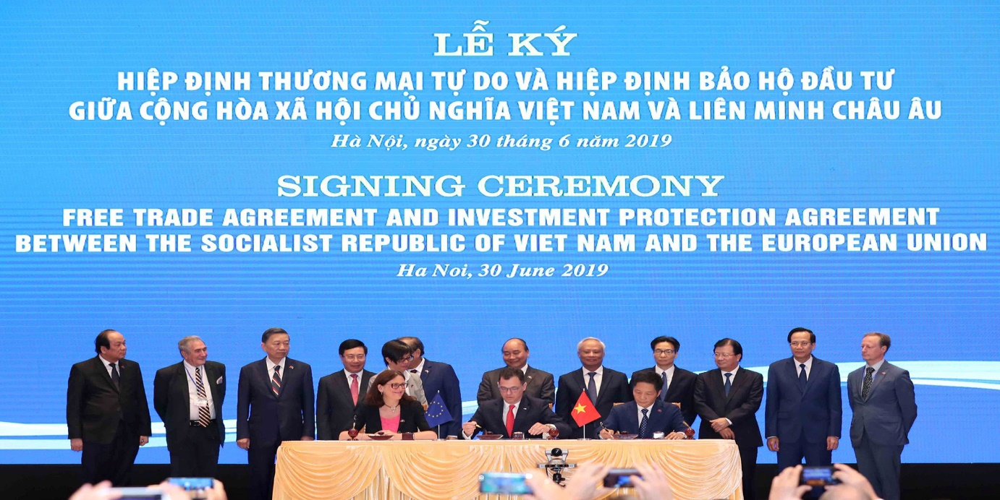 LỄ KÝ
HIỆP ĐỊNH THƯƠNG MẠI TỰ DO VÀ HIỆP ĐỊNH BẢO HỘ ĐẦU TƯ
GIỮA CỘNG HÒA XÃ HỘI CHỦ NGHĨA VIỆT NAM VÀ LIÊN MINH CHÂU ÂU
Hà Nội, ngày 30 tháng 6 năm 2019
SIGNING CEREMONY
FREE TRADE AGREEMENT AND INVESTMENT PROTECTION AGREEMENT
BETWEEN THE SOCIALIST REPUBLIC OF VIET NAM AND THE EUROPEAN UNION
Ha Noi, 30 June 2019